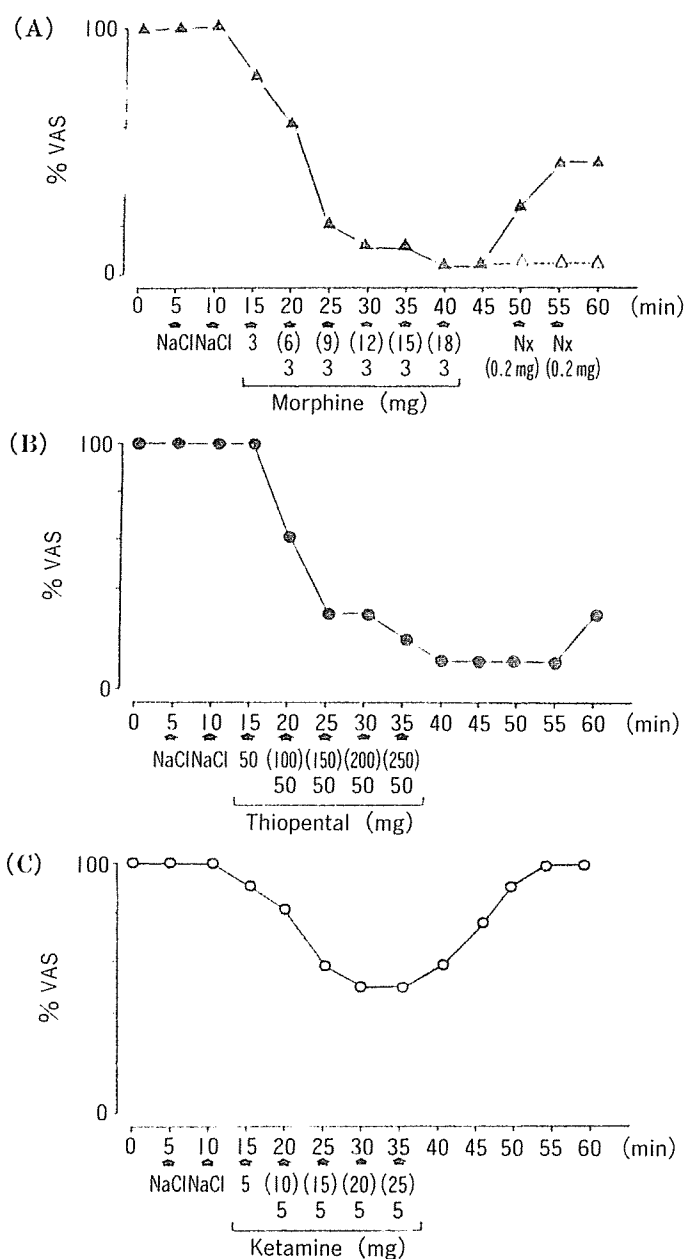 (A)
100
% VAS
0
0 5 10 15 20 25 30 35 40 45 50 55 60 (min)
NaCl NaCl 3 (6) (9) (12) (15) (18) Nx Nx
3 3 3 3 3 (0.2 mg) (0.2 mg)
Morphine (mg)
(B)
100
% VAS
0
0 5 10 15 20 25 30 35 40 45 50 55 60 (min)
NaCl NaCl 50 (100) (150) (200) (250)
50 50 50 50
Thiopental (mg)
(C)
100
% VAS
0
0 5 10 15 20 25 30 35 40 45 50 55 60 (min)
NaCl NaCl 5 (10) (15) (20) (25)
5 5 5 5
Ketamine (mg)